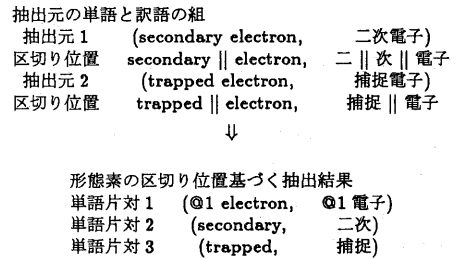 抽出元の単語と訳語の組
抽出元 1 (secondary electron, 二次電子)
区切り位置 secondary || electron, 二 || 次 || 電子
抽出元 2 (trapped electron, 捕捉電子)
区切り位置 trapped || electron, 捕捉 || 電子
⇓
形態素の区切り位置基づく抽出結果
単語片対 1 (@1 electron, @1 電子)
単語片対 2 (secondary, 二次)
単語片対 3 (trapped, 捕捉)